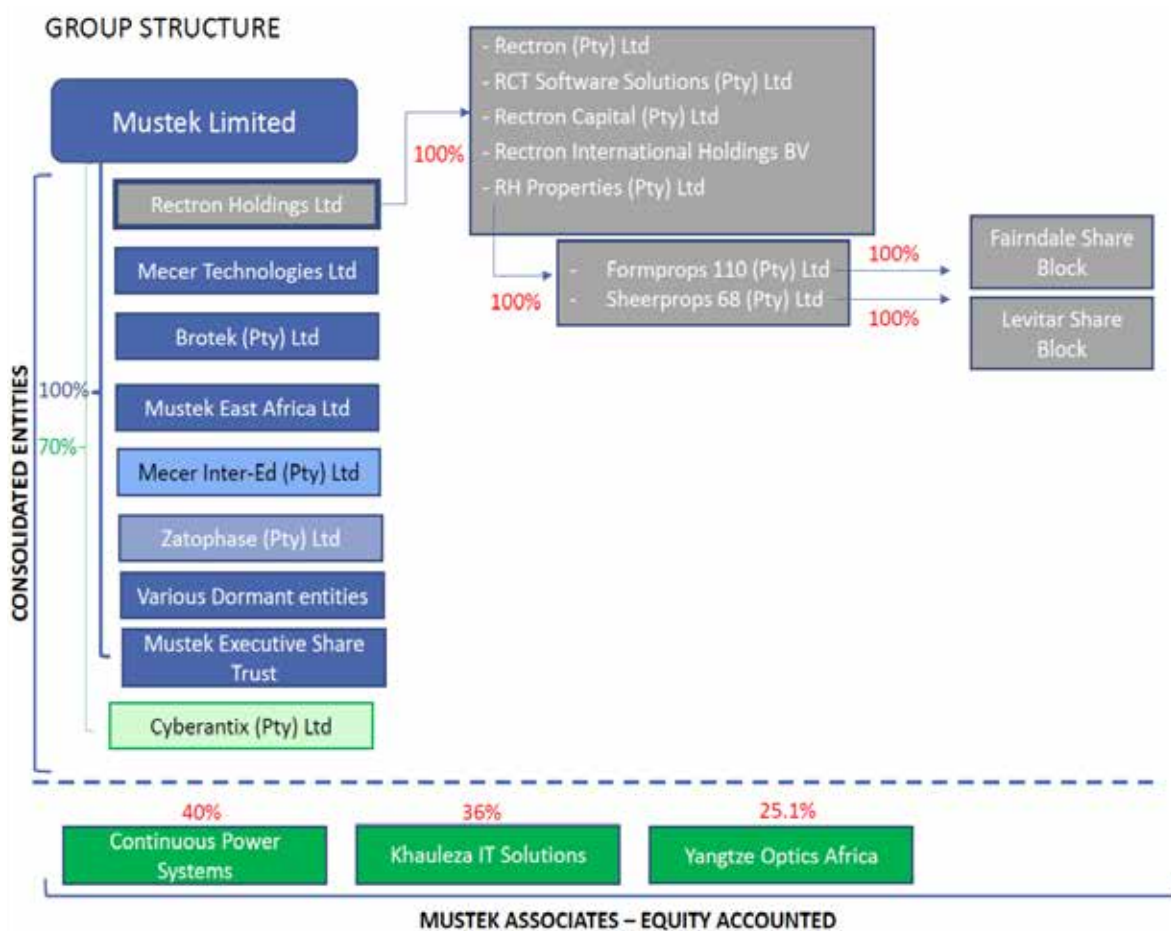 GROUP STRUCTURE
Mustek Limited
- Rectron (Pty) Ltd
- RCT Software Solutions (Pty) Ltd
- Rectron Capital (Pty) Ltd
- Rectron International Holdings BV
- RH Properties (Pty) Ltd
100%
Rectron Holdings Ltd
Mecer Technologies Ltd
Brotek (Pty) Ltd
Mustek East Africa Ltd
Mecer Inter-Ed (Pty) Ltd
Zatophase (Pty) Ltd
Various Dormant entities
Mustek Executive Share
Trust
Cyberantix (Pty) Ltd
100%
70%
CONSOLIDATED ENTITIES
100%
- Formprops 110 (Pty) Ltd
- Sheerprops 68 (Pty) Ltd
100%
100%
Fairndale Share
Block
Levitar Share
Block
40%
Continuous Power
Systems
36%
Khauleza IT Solutions
25.1%
Yangtze Optics Africa
MUSTEK ASSOCIATES – EQUITY ACCOUNTED